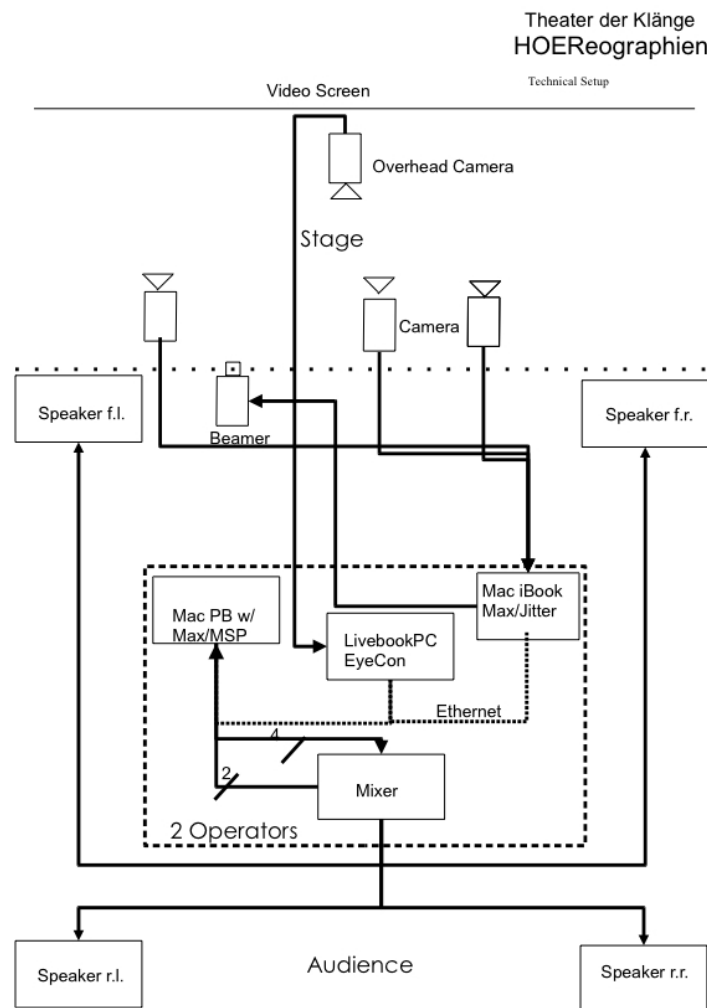 Theater der Klänge
HOEReographien
Technical Setup
Video Screen
Overhead Camera
Stage
Camera
Speaker f.l.
Beamer
Speaker f.r.
Mac PB w/
Max/MSP
LivebookPC
EyeCon
Mac iBook
Max/Jitter
Ethernet
4
2
Mixer
2 Operators
Speaker r.l.
Audience
Speaker r.r.